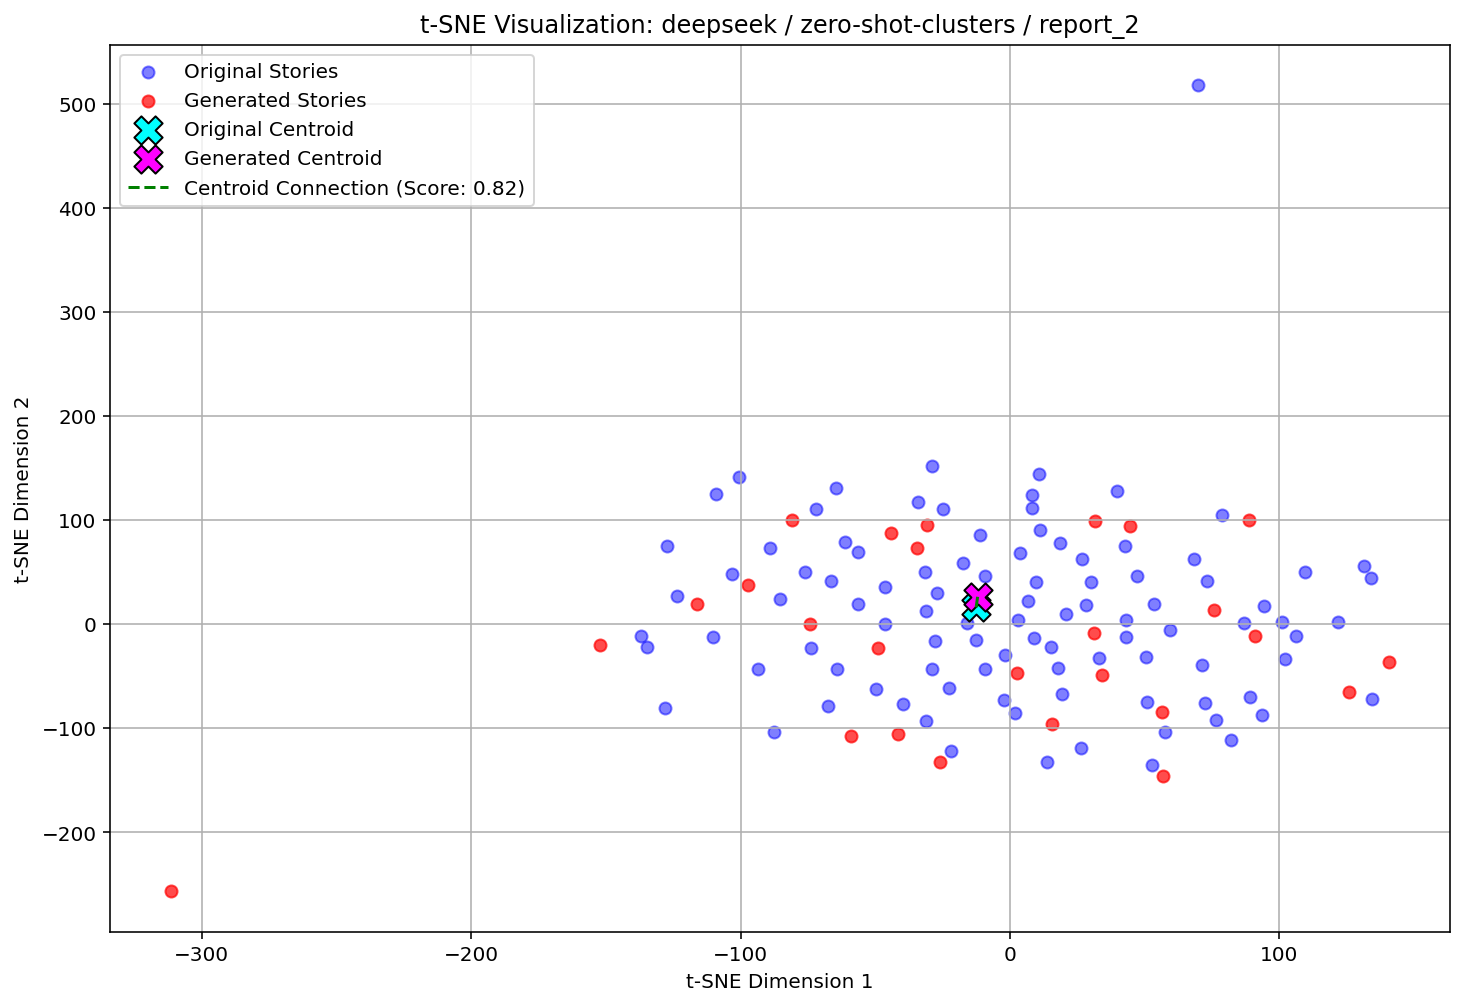 t-SNE Visualization: deepseek / zero-shot-clusters / report_2
Original Stories
Generated Stories
Original Centroid
Generated Centroid
Centroid Connection (Score: 0.82)
t-SNE Dimension 2
500
400
300
200
100
0
−100
−200
−300
−200
−100
0
100
t-SNE Dimension 1